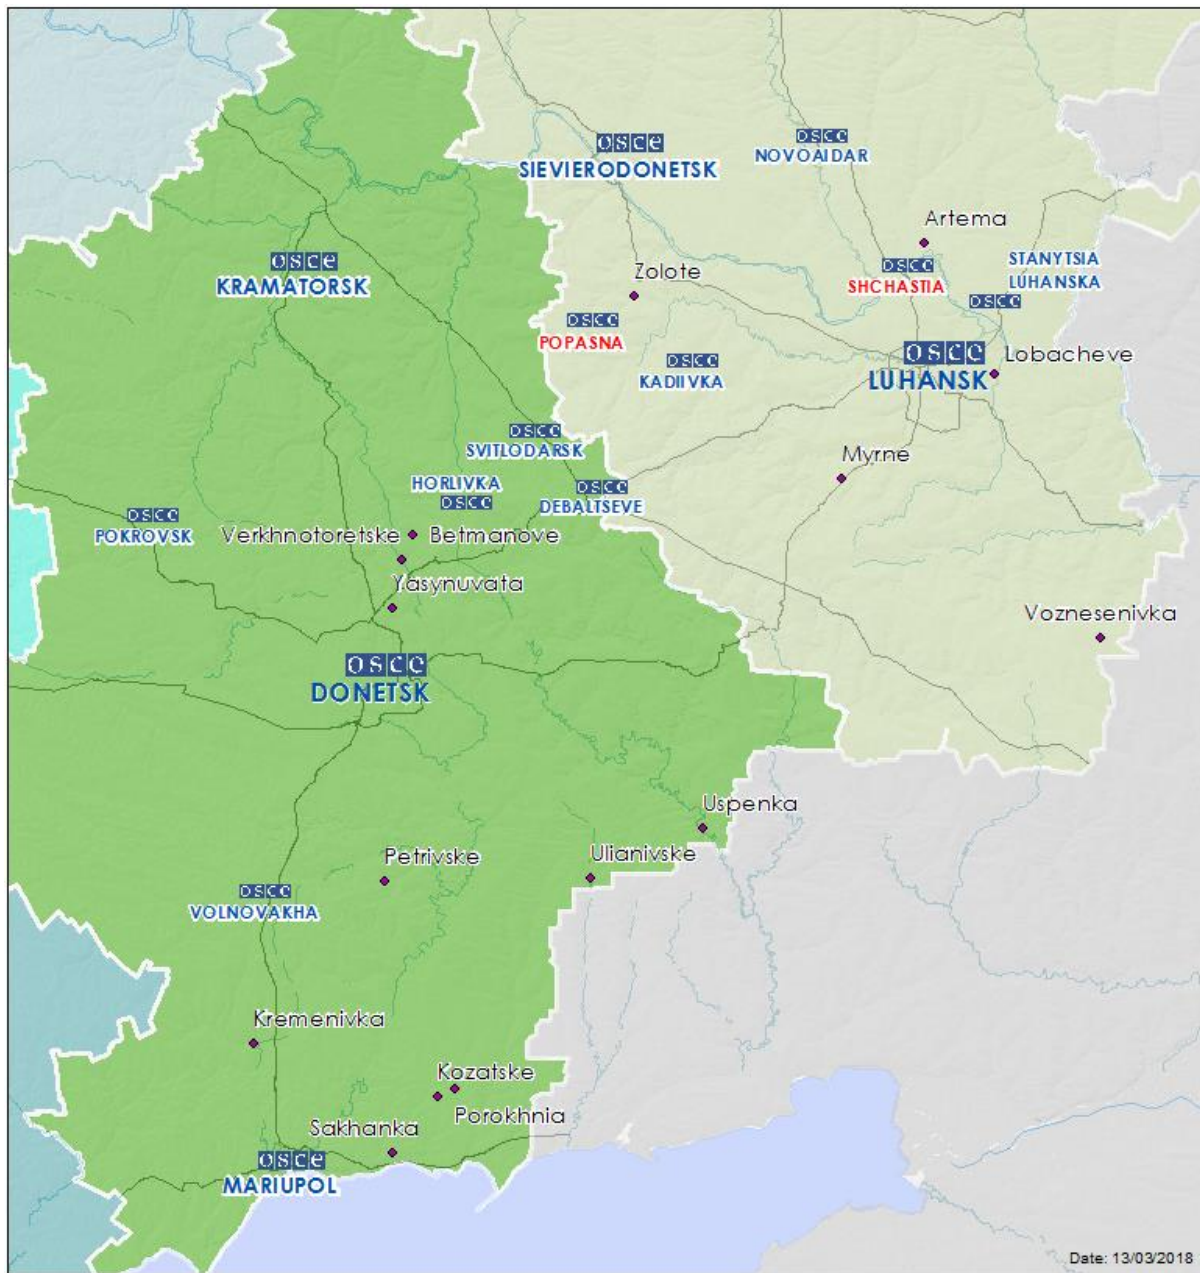 OSCE
NOVOAIDAR
OSCE
SIEVIERODONETSK
Artema
STANYTSIA
LUHANSKA
OSCE
OSCE
KRAMATORSK
OSCE
SHCHASTIA
Zolote
OSCE
POPASNA
OSCE
KADIIVKA
OSCE
LUHANSK
Lobacheve
OSCE
SVITLODARSK
Myrne
HORLIVKA
OSCE
OSCE
DEBALTSEVE
OSCE
POKROVSK
Verkhnotoretske
Betmanove
Yasynuvata
Voznesenivka
OSCE
DONETSK
Uspenka
Petrivske
Ulianivske
OSCE
VOLNOVAKHA
Kremenivka
Kozatske
Porokhnia
Sakhanka
OSCE
MARIUPOL
Date: 13/03/2018